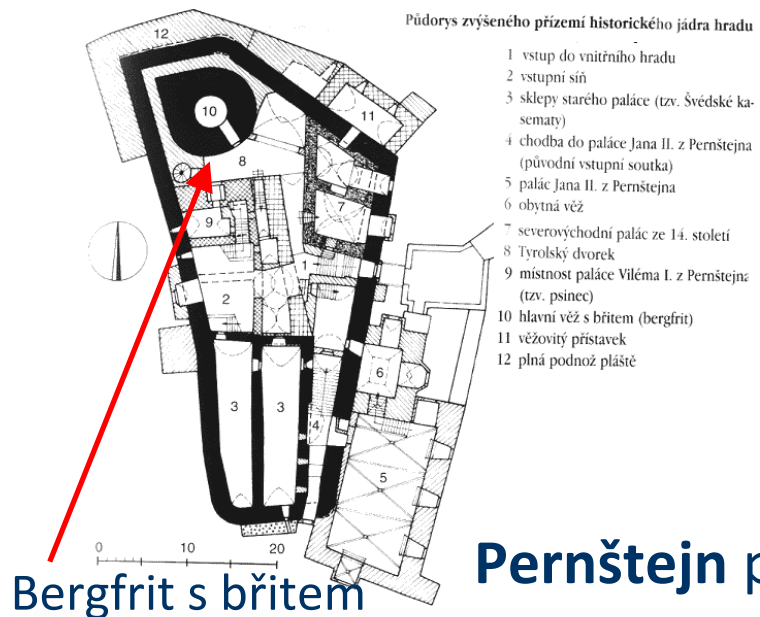 Půdorys zvýšeného přízemí historického jádra hradu
1 vstup do vnitřního hradu
2 vstupní síň
3 sklepy starého paláce (tzv. Švédské ka-
sematy)
4 chodba do paláce Jana II. z Pernštejna
(původní vstupní soutka)
5 palác Jana II. z Pernštejna
6 obytná věž
7 severovýchodní palác ze 14. století
8 Tyrolský dvorek
9 místnost paláce Viléma I. z Pernštejna
(tzv. psinec)
10 hlavní věž s břitem (bergfrit)
11 věžovitý přístavek
12 plná podnož pláště
12
10
11
8
7
9
1
2
6
3
3
4
5
0
10
20
Bergfrit s břitem
Pernštejn p